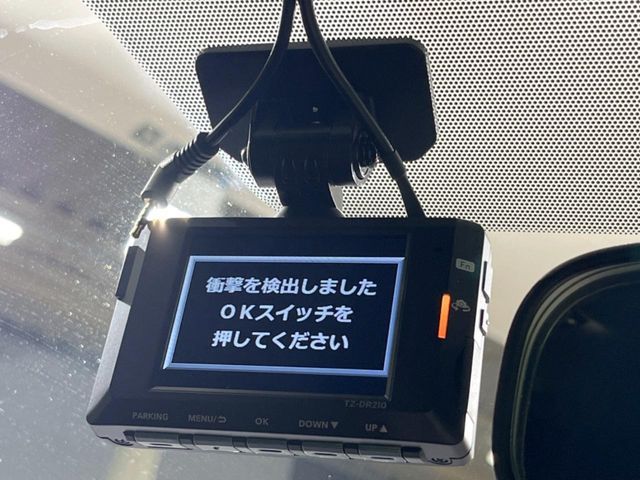 Fn
衝撃を検出しました
OKスイッチを
押してください
TZ-DR210
PARKING MENU/⮌ OK DOWN▼ UP▲